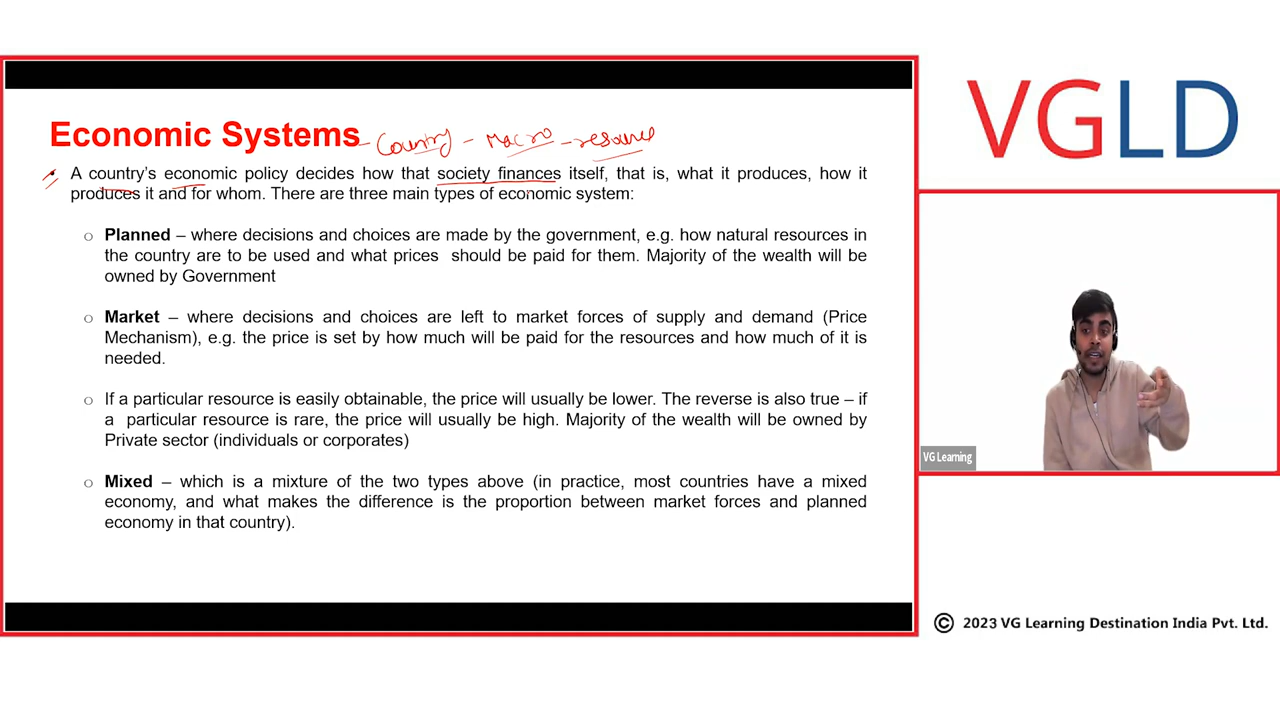 Economic Systems - Country - Macro - resource
A country's economic policy decides how that society finances itself, that is, what it produces, how it
produces it and for whom. There are three main types of economic system:
o Planned – where decisions and choices are made by the government, e.g. how natural resources in
the country are to be used and what prices should be paid for them. Majority of the wealth will be
owned by Government
o Market – where decisions and choices are left to market forces of supply and demand (Price
Mechanism), e.g. the price is set by how much will be paid for the resources and how much of it is
needed.
o If a particular resource is easily obtainable, the price will usually be lower. The reverse is also true – if
a particular resource is rare, the price will usually be high. Majority of the wealth will be owned by
Private sector (individuals or corporates)
o Mixed – which is a mixture of the two types above (in practice, most countries have a mixed
economy, and what makes the difference is the proportion between market forces and planned
economy in that country).
VGLD
VG Learning
© 2023 VG Learning Destination India Pvt. Ltd.